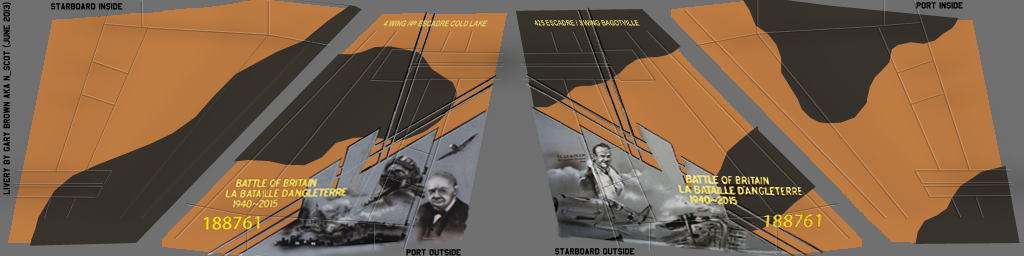 STARBOARD INSIDE
PORT INSIDE
LIVERY BY GARY BROWN AKA N_SCOT (JUNE 2013)
4 WING /4e ESCADRE COLD LAKE
425 ESCADRE / 3 WING BAGOTVILLE
BATTLE OF BRITAIN
LA BATAILLE D'ANGLETERRE
1940~2015
188761
BATTLE OF BRITAIN
LA BATAILLE D'ANGLETERRE
1940~2015
188761
PORT OUTSIDE
STARBOARD OUTSIDE